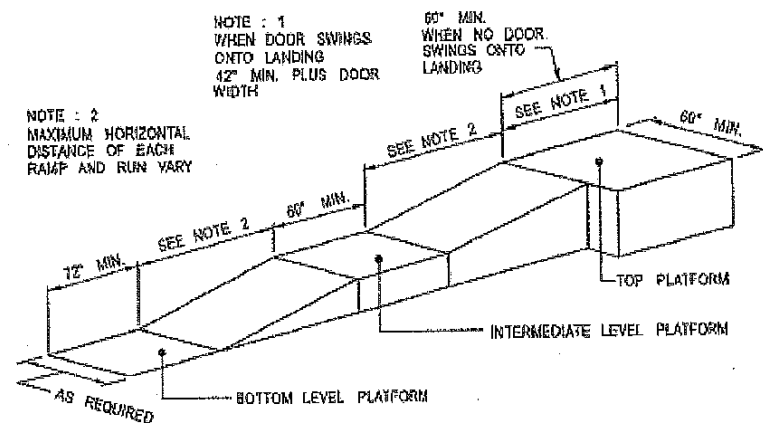 NOTE : 1
WHEN DOOR SWINGS
ONTO LANDING
42" MIN. PLUS DOOR
WIDTH
60" MIN.
WHEN NO DOOR
SWINGS ONTO
LANDING
NOTE : 2
MAXIMUM HORIZONTAL
DISTANCE OF EACH
RAMP AND RUN VARY
SEE NOTE 1
60" MIN.
SEE NOTE 2
60" MIN.
SEE NOTE 2
72" MIN.
TOP PLATFORM
INTERMEDIATE LEVEL PLATFORM
BOTTOM LEVEL PLATFORM
AS REQUIRED